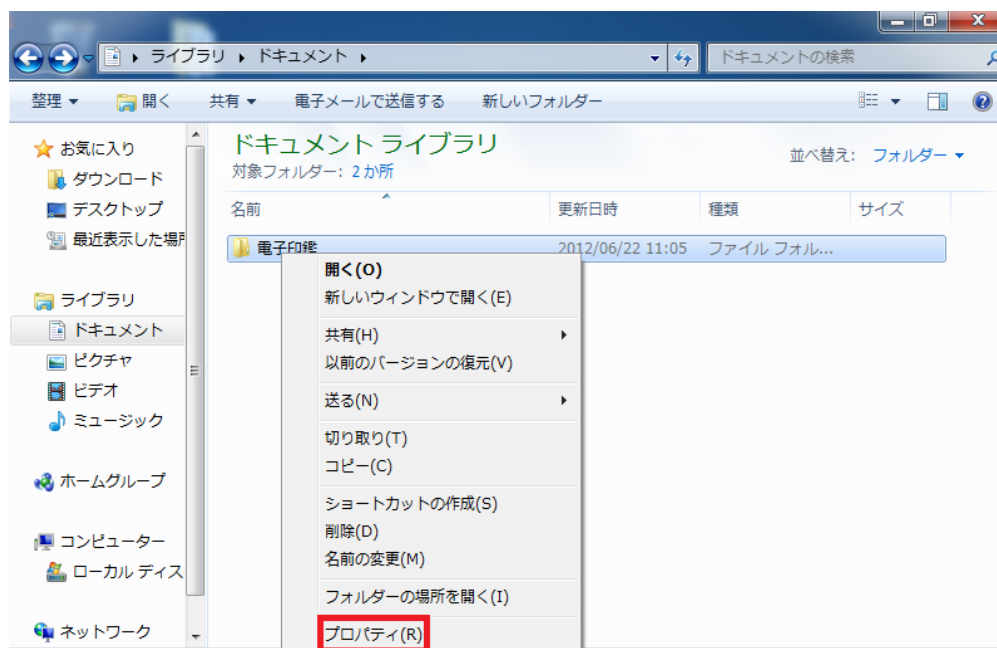 ライブラリ ドキュメント
ドキュメントの検索
整理 開く 共有 電子メールで送信する 新しいフォルダー
お気に入り
ダウンロード
デスクトップ
最近表示した場所
ライブラリ
ドキュメント
ピクチャ
ビデオ
ミュージック
ホームグループ
コンピューター
ローカル ディス
ネットワーク
ドキュメント ライブラリ
対象フォルダー: 2 か所
並べ替え: フォルダー
名前 更新日時 種類 サイズ
電子印鑑 2012/06/22 11:05 ファイル フォル...
開く(O)
新しいウィンドウで開く(E)
共有(H)
以前のバージョンの復元(V)
送る(N)
切り取り(T)
コピー(C)
ショートカットの作成(S)
削除(D)
名前の変更(M)
フォルダーの場所を開く(I)
プロパティ(R)